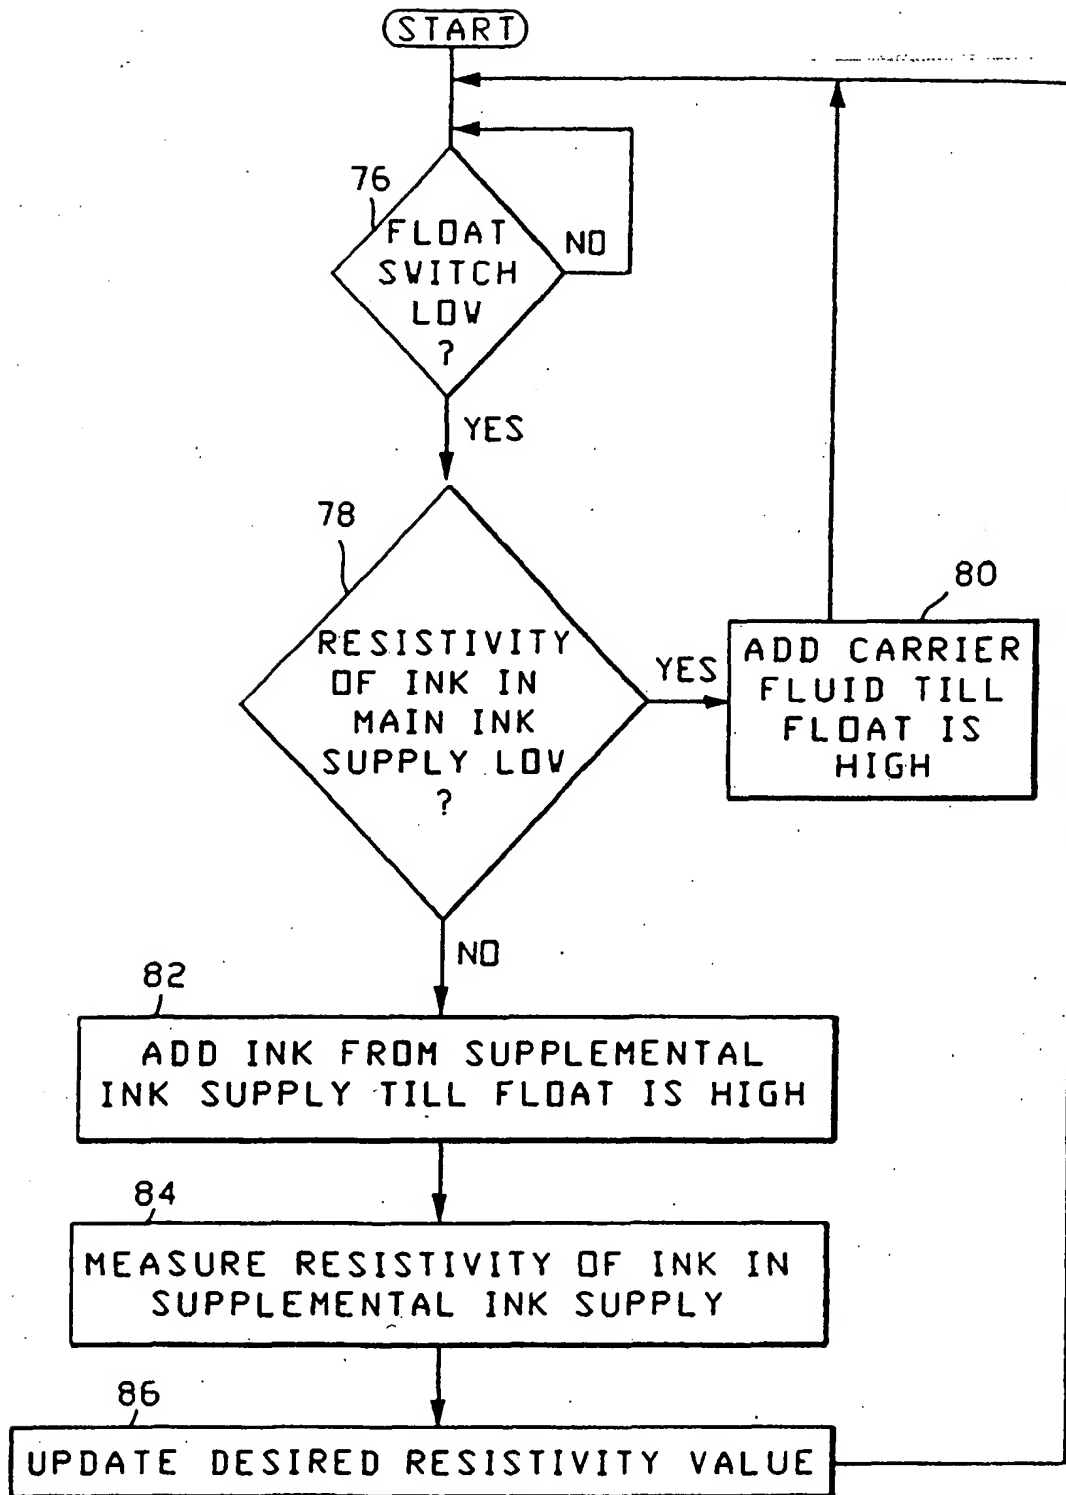 START
76
FLOAT
SWITCH
LOW
?
NO
YES
78
RESISTIVITY
OF INK IN
MAIN INK
SUPPLY LOW
?
YES
80
ADD CARRIER
FLUID TILL
FLOAT IS
HIGH
NO
82
ADD INK FROM SUPPLEMENTAL
INK SUPPLY TILL FLOAT IS HIGH
84
MEASURE RESISTIVITY OF INK IN
SUPPLEMENTAL INK SUPPLY
86
UPDATE DESIRED RESISTIVITY VALUE